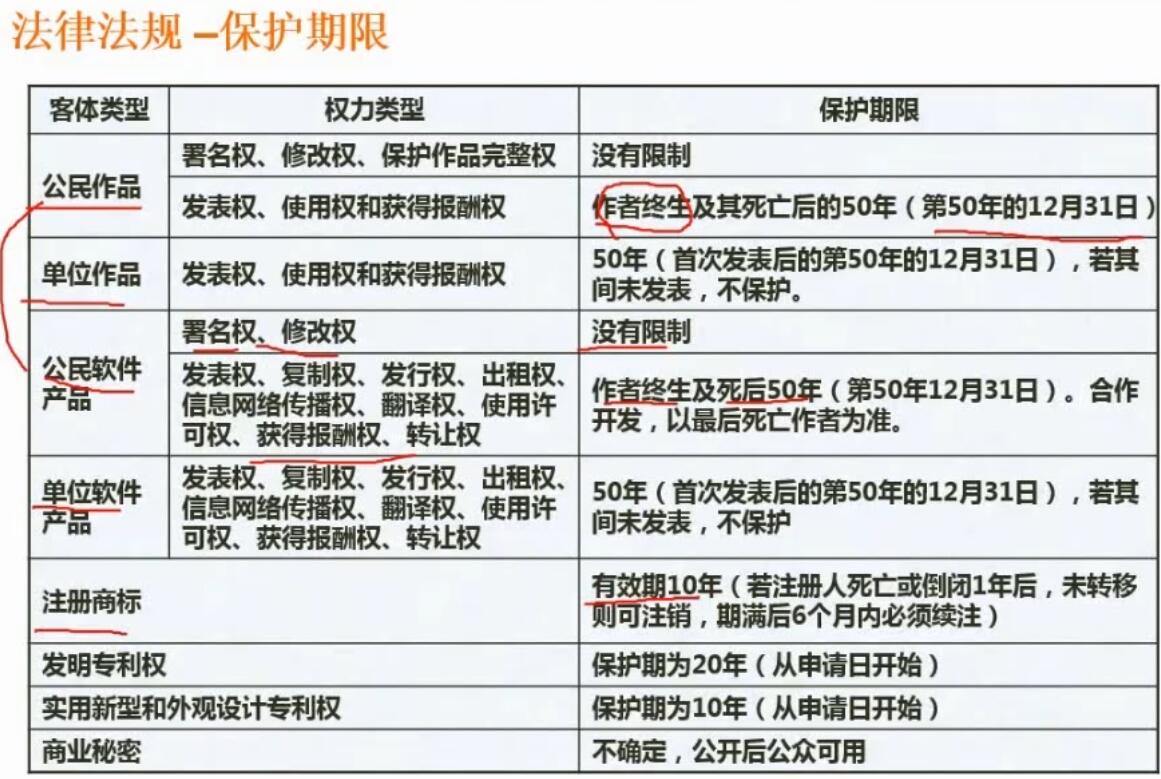 法律法规 –保护期限
客体类型 权力类型 保护期限
公民作品
署名权、修改权、保护作品完整权 没有限制
发表权、使用权和获得报酬权 作者终生及其死亡后的50年（第50年的12月31日）
单位作品 发表权、使用权和获得报酬权
50年（首次发表后的第50年的12月31日），若其
间未发表，不保护。
公民软件
产品
署名权、修改权 没有限制
发表权、复制权、发行权、出租权、
信息网络传播权、翻译权、使用许
可权、获得报酬权、转让权
作者终生及死后50年（第50年12月31日）。合作
开发，以最后死亡作者为准。
单位软件
产品
发表权、复制权、发行权、出租权、
信息网络传播权、翻译权、使用许
可权、获得报酬权、转让权
50年（首次发表后的第50年的12月31日），若其
间未发表，不保护
注册商标
有效期10年（若注册人死亡或倒闭1年后，未转移
则可注销，期满后6个月内必须续注）
发明专利权 保护期为20年（从申请日开始）
实用新型和外观设计专利权 保护期为10年（从申请日开始）
商业秘密 不确定，公开后公众可用